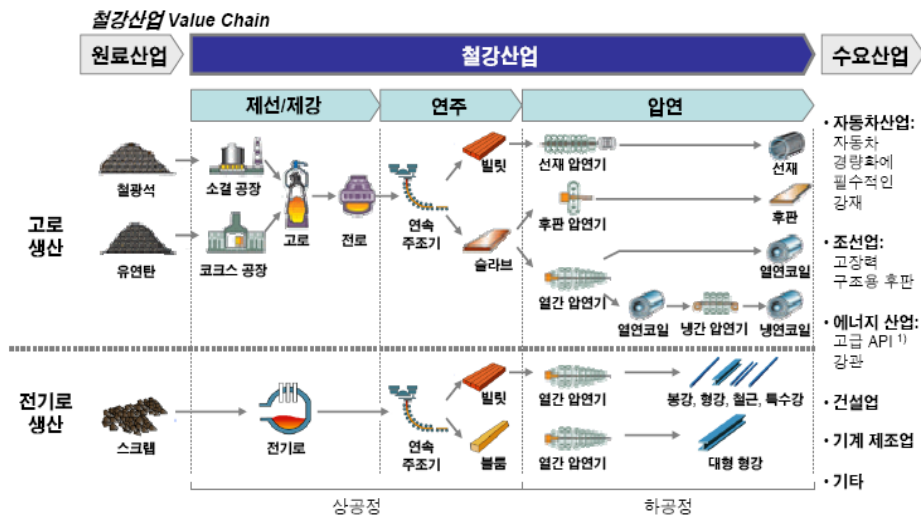 철강산업 Value Chain
원료산업
철강산업
수요산업
제선/제강
연주
압연
고로
생산
철광석
유연탄
소결 공장
코크스 공장
고로
전로
연속
주조기
빌릿
슬라브
선재 압연기
선재
후판 압연기
후판
열간 압연기
열연코일
열연코일
냉간 압연기
냉연코일
전기로
생산
스크랩
전기로
연속
주조기
빌릿
블룸
열간 압연기
봉강, 형강, 철근, 특수강
열간 압연기
대형 형강
상공정
하공정
• 자동차산업:
자동차
경량화에
필수적인
강재
• 조선업:
고장력
구조용 후판
• 에너지 산업:
고급 API 1)
강관
• 건설업
• 기계 제조업
• 기타